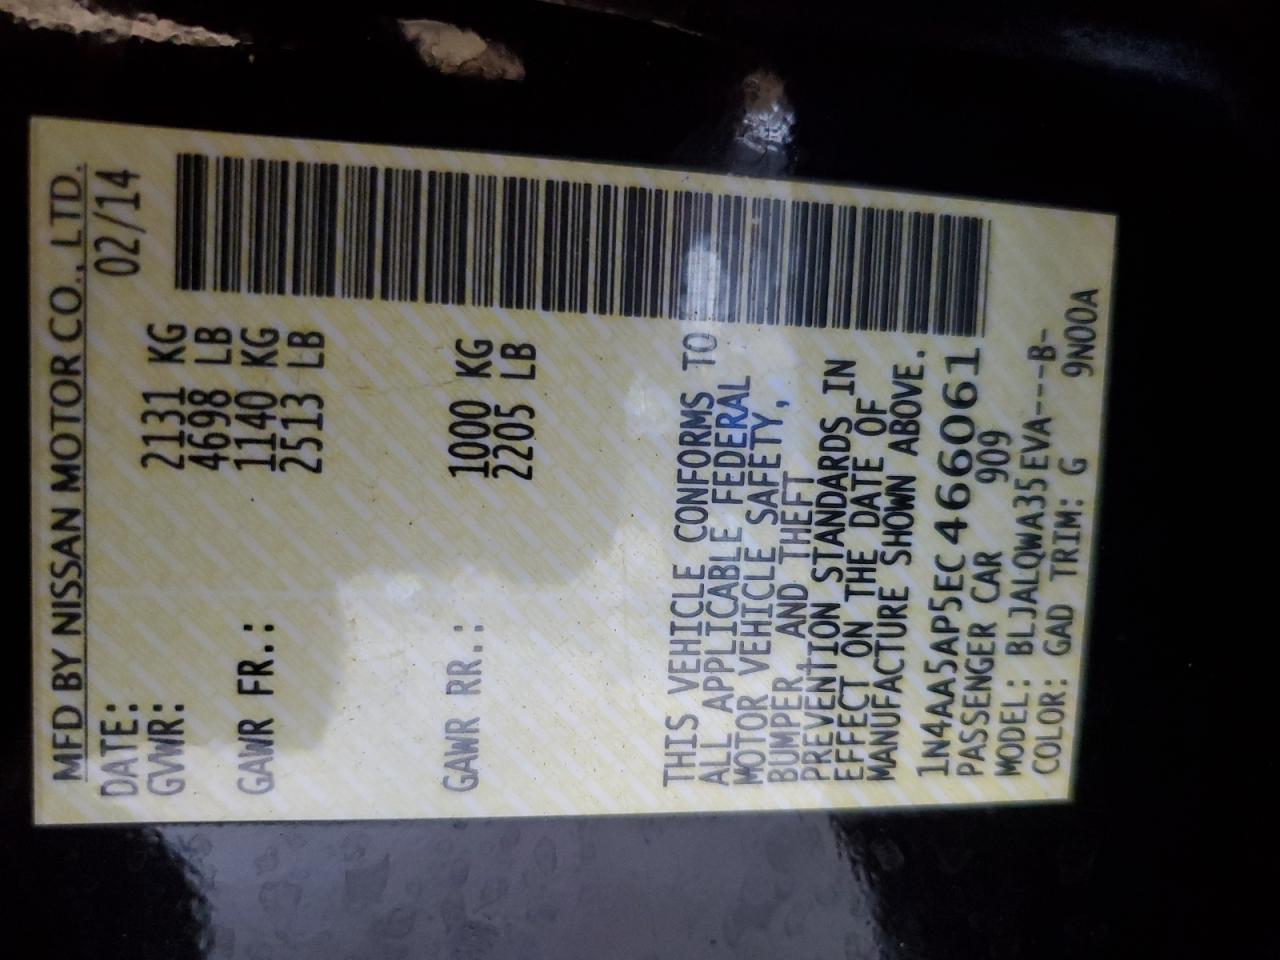 MFD BY NISSAN MOTOR CO., LTD.
DATE: 02/14
GVWR: 2131 KG
4698 LB
GAWR FR.: 1140 KG
2513 LB
GAWR RR.: 1000 KG
2205 LB
THIS VEHICLE CONFORMS TO
ALL APPLICABLE FEDERAL
MOTOR VEHICLE SAFETY,
BUMPER AND THEFT
PREVENTION STANDARDS IN
EFFECT ON THE DATE OF
MANUFACTURE SHOWN ABOVE.
1N4AA5AP5EC466061
PASSENGER CAR 909
MODEL: BLJALQWA35EVA---B-
COLOR: GAD TRIM: G 9N00A